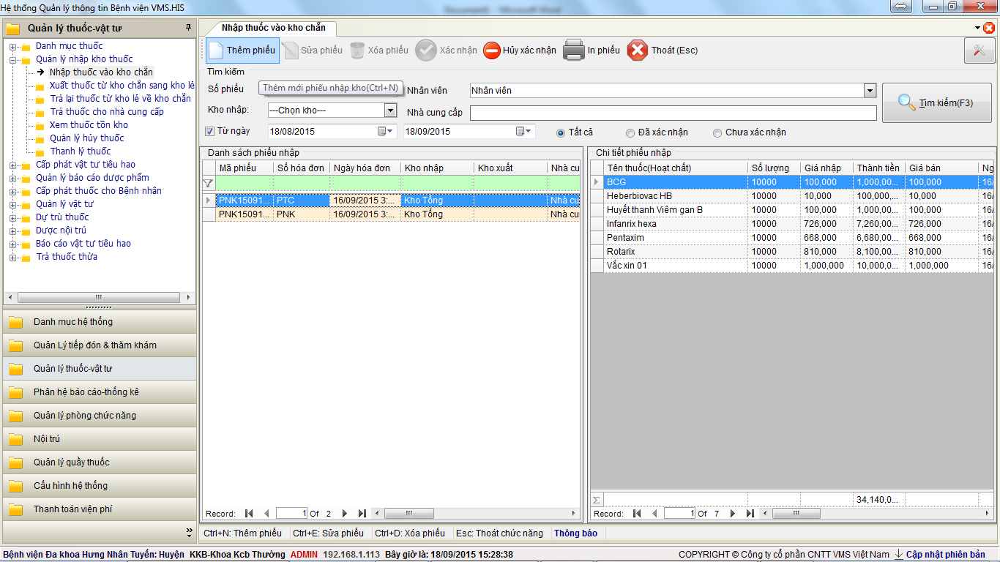 Hệ thống Quản lý thông tin Bệnh viện VMS.HIS
Quản lý thuốc-vật tư
Danh mục thuốc
Quản lý nhập kho thuốc
Nhập thuốc vào kho chẵn
Xuất thuốc từ kho chẵn sang kho lẻ
Trả lại thuốc từ kho lẻ về kho chẵn
Trả thuốc cho nhà cung cấp
Xem thuốc tồn kho
Quản lý hủy thuốc
Thanh lý thuốc
Cấp phát vật tư tiêu hao
Quản lý báo cáo dược phẩm
Cấp phát thuốc cho Bệnh nhân
Quản lý vật tư
Dự trù thuốc
Dược nội trú
Báo cáo vật tư tiêu hao
Trả thuốc thừa
Danh mục hệ thống
Quản Lý tiếp đón & thăm khám
Quản lý thuốc-vật tư
Phân hệ báo cáo-thống kê
Quản lý phòng chức năng
Nội trú
Quản lý quầy thuốc
Cấu hình hệ thống
Thanh toán viện phí
Nhập thuốc vào kho chẵn
Thêm phiếu Sửa phiếu Xóa phiếu Xác nhận Hủy xác nhận In phiếu Thoát (Esc)
Tìm kiếm
Số phiếu Thêm mới phiếu nhập kho(Ctrl+N) Nhân viên Nhân viên
Kho nhập: ---Chọn kho--- Nhà cung cấp
Tìm kiếm(F3)
Từ ngày 18/08/2015 18/09/2015 Tất cả Đã xác nhận Chưa xác nhận
Danh sách phiếu nhập
Mã phiếu Số hóa đơn Ngày hóa đơn Kho nhập Kho xuất Nhà cu
PNK15091... PTC 16/09/2015 3:... Kho Tổng Nhà cu
PNK15091... PNK 16/09/2015 3:... Kho Tổng Nhà cu
Record: 1 Of 2
Chi tiết phiếu nhập
Tên thuốc(Hoạt chất) Số lượng Giá nhập Thành tiền Giá bán Ng
BCG 10000 100,000 1,000,00... 100,000 16/
Heberbiovac HB 10000 10,000 100,000,... 10,000 16/
Huyết thanh Viêm gan B 10000 100,000 1,000,00... 100,000 16/
Infanrix hexa 10000 726,000 7,260,00... 726,000 16/
Pentaxim 10000 668,000 6,680,00... 668,000 16/
Rotarix 10000 810,000 8,100,00... 810,000 16/
Vắc xin 01 10000 1,000,000 10,000,0... 1,000,000 16/
Σ 34,140,0...
Record: 1 Of 7
Ctrl+N: Thêm phiếu Ctrl+E: Sửa phiếu Ctrl+D: Xóa phiếu Esc: Thoát chức năng Thông báo
Bệnh viện Đa khoa Hưng Nhân Tuyến: Huyện KKB-Khoa Kcb Thường ADMIN 192.168.1.113 Bây giờ là: 18/09/2015 15:28:38 COPYRIGHT © Công ty cổ phần CNTT VMS Việt Nam Cập nhật phiên bản